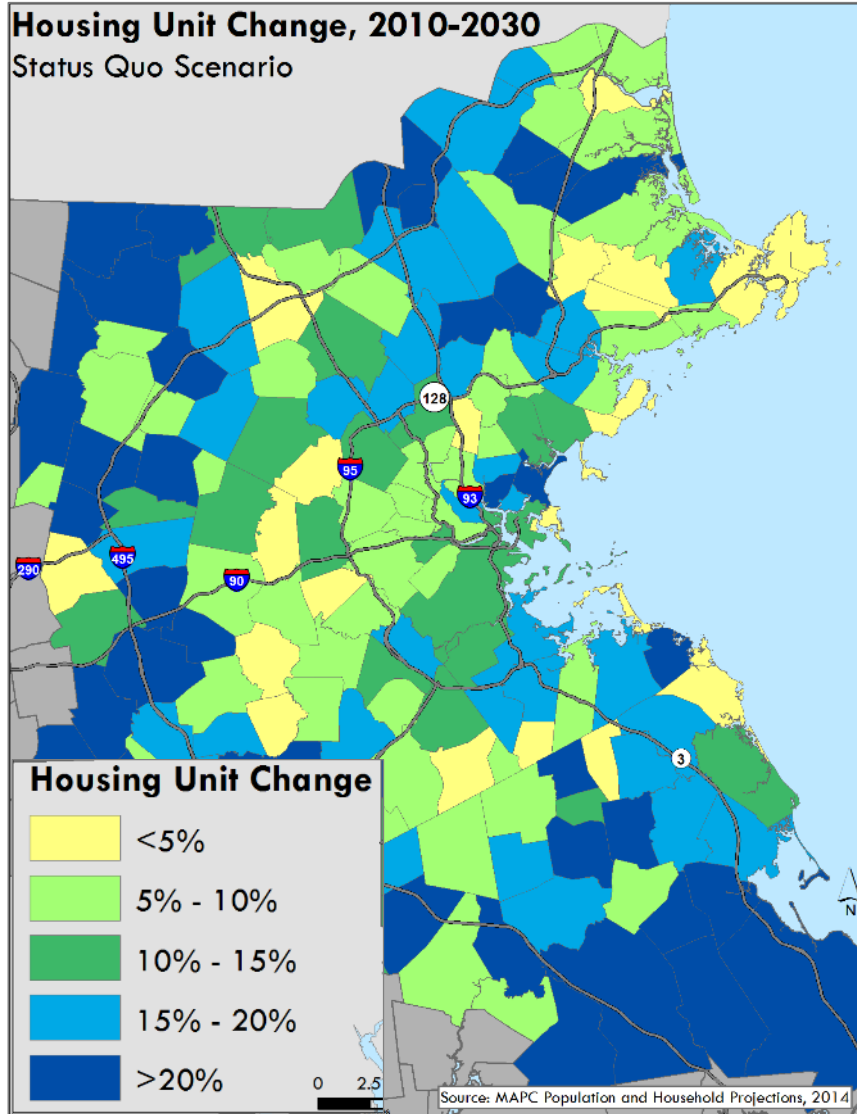 Housing Unit Change, 2010-2030
Status Quo Scenario
128
95
93
495
290
90
3
Housing Unit Change
<5%
5% - 10%
10% - 15%
15% - 20%
>20%
N
0 2.5
Source: MAPC Population and Household Projections, 2014